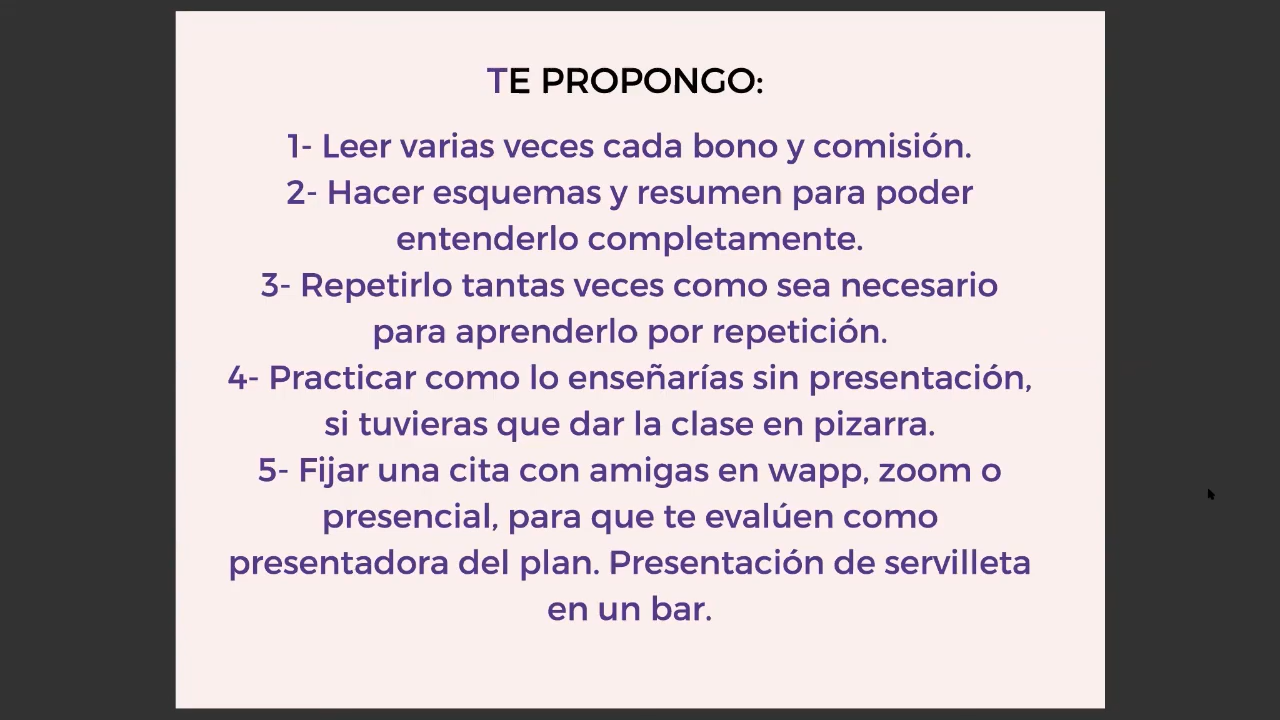 TE PROPONGO:
1- Leer varias veces cada bono y comisión.
2- Hacer esquemas y resumen para poder
entenderlo completamente.
3- Repetirlo tantas veces como sea necesario
para aprenderlo por repetición.
4- Practicar como lo enseñarías sin presentación,
si tuvieras que dar la clase en pizarra.
5- Fijar una cita con amigas en wapp, zoom o
presencial, para que te evalúen como
presentadora del plan. Presentación de servilleta
en un bar.